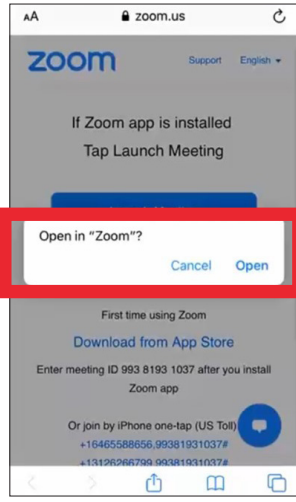 AA zoom.us
zoom Support English
If Zoom app is installed
Tap Launch Meeting
Open in "Zoom"?
Cancel Open
First time using Zoom
Download from App Store
Enter meeting ID 993 8193 1037 after you install
Zoom app
Or join by iPhone one-tap (US Toll)
+16465588656,99381931037#
+13126266799,99381931037#